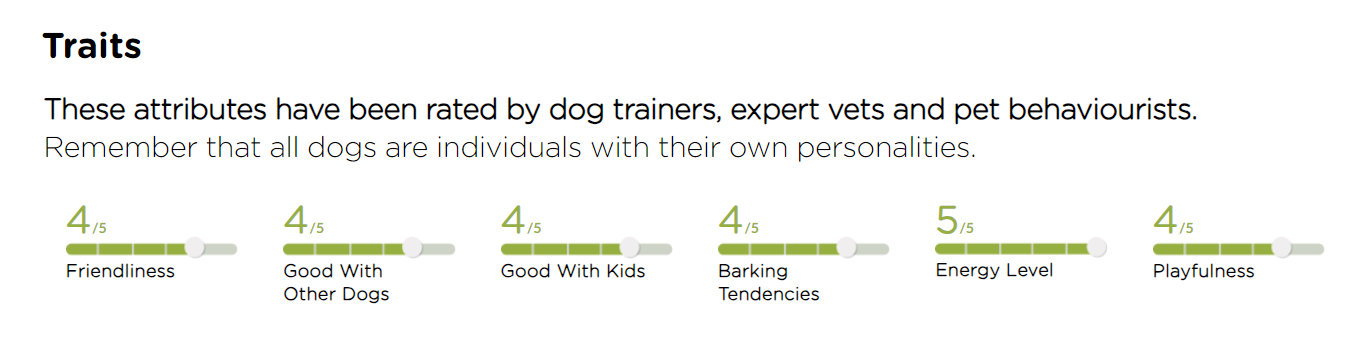 Traits
These attributes have been rated by dog trainers, expert vets and pet behaviourists.
Remember that all dogs are individuals with their own personalities.
4/5
Friendliness
4/5
Good With
Other Dogs
4/5
Good With Kids
4/5
Barking
Tendencies
5/5
Energy Level
4/5
Playfulness